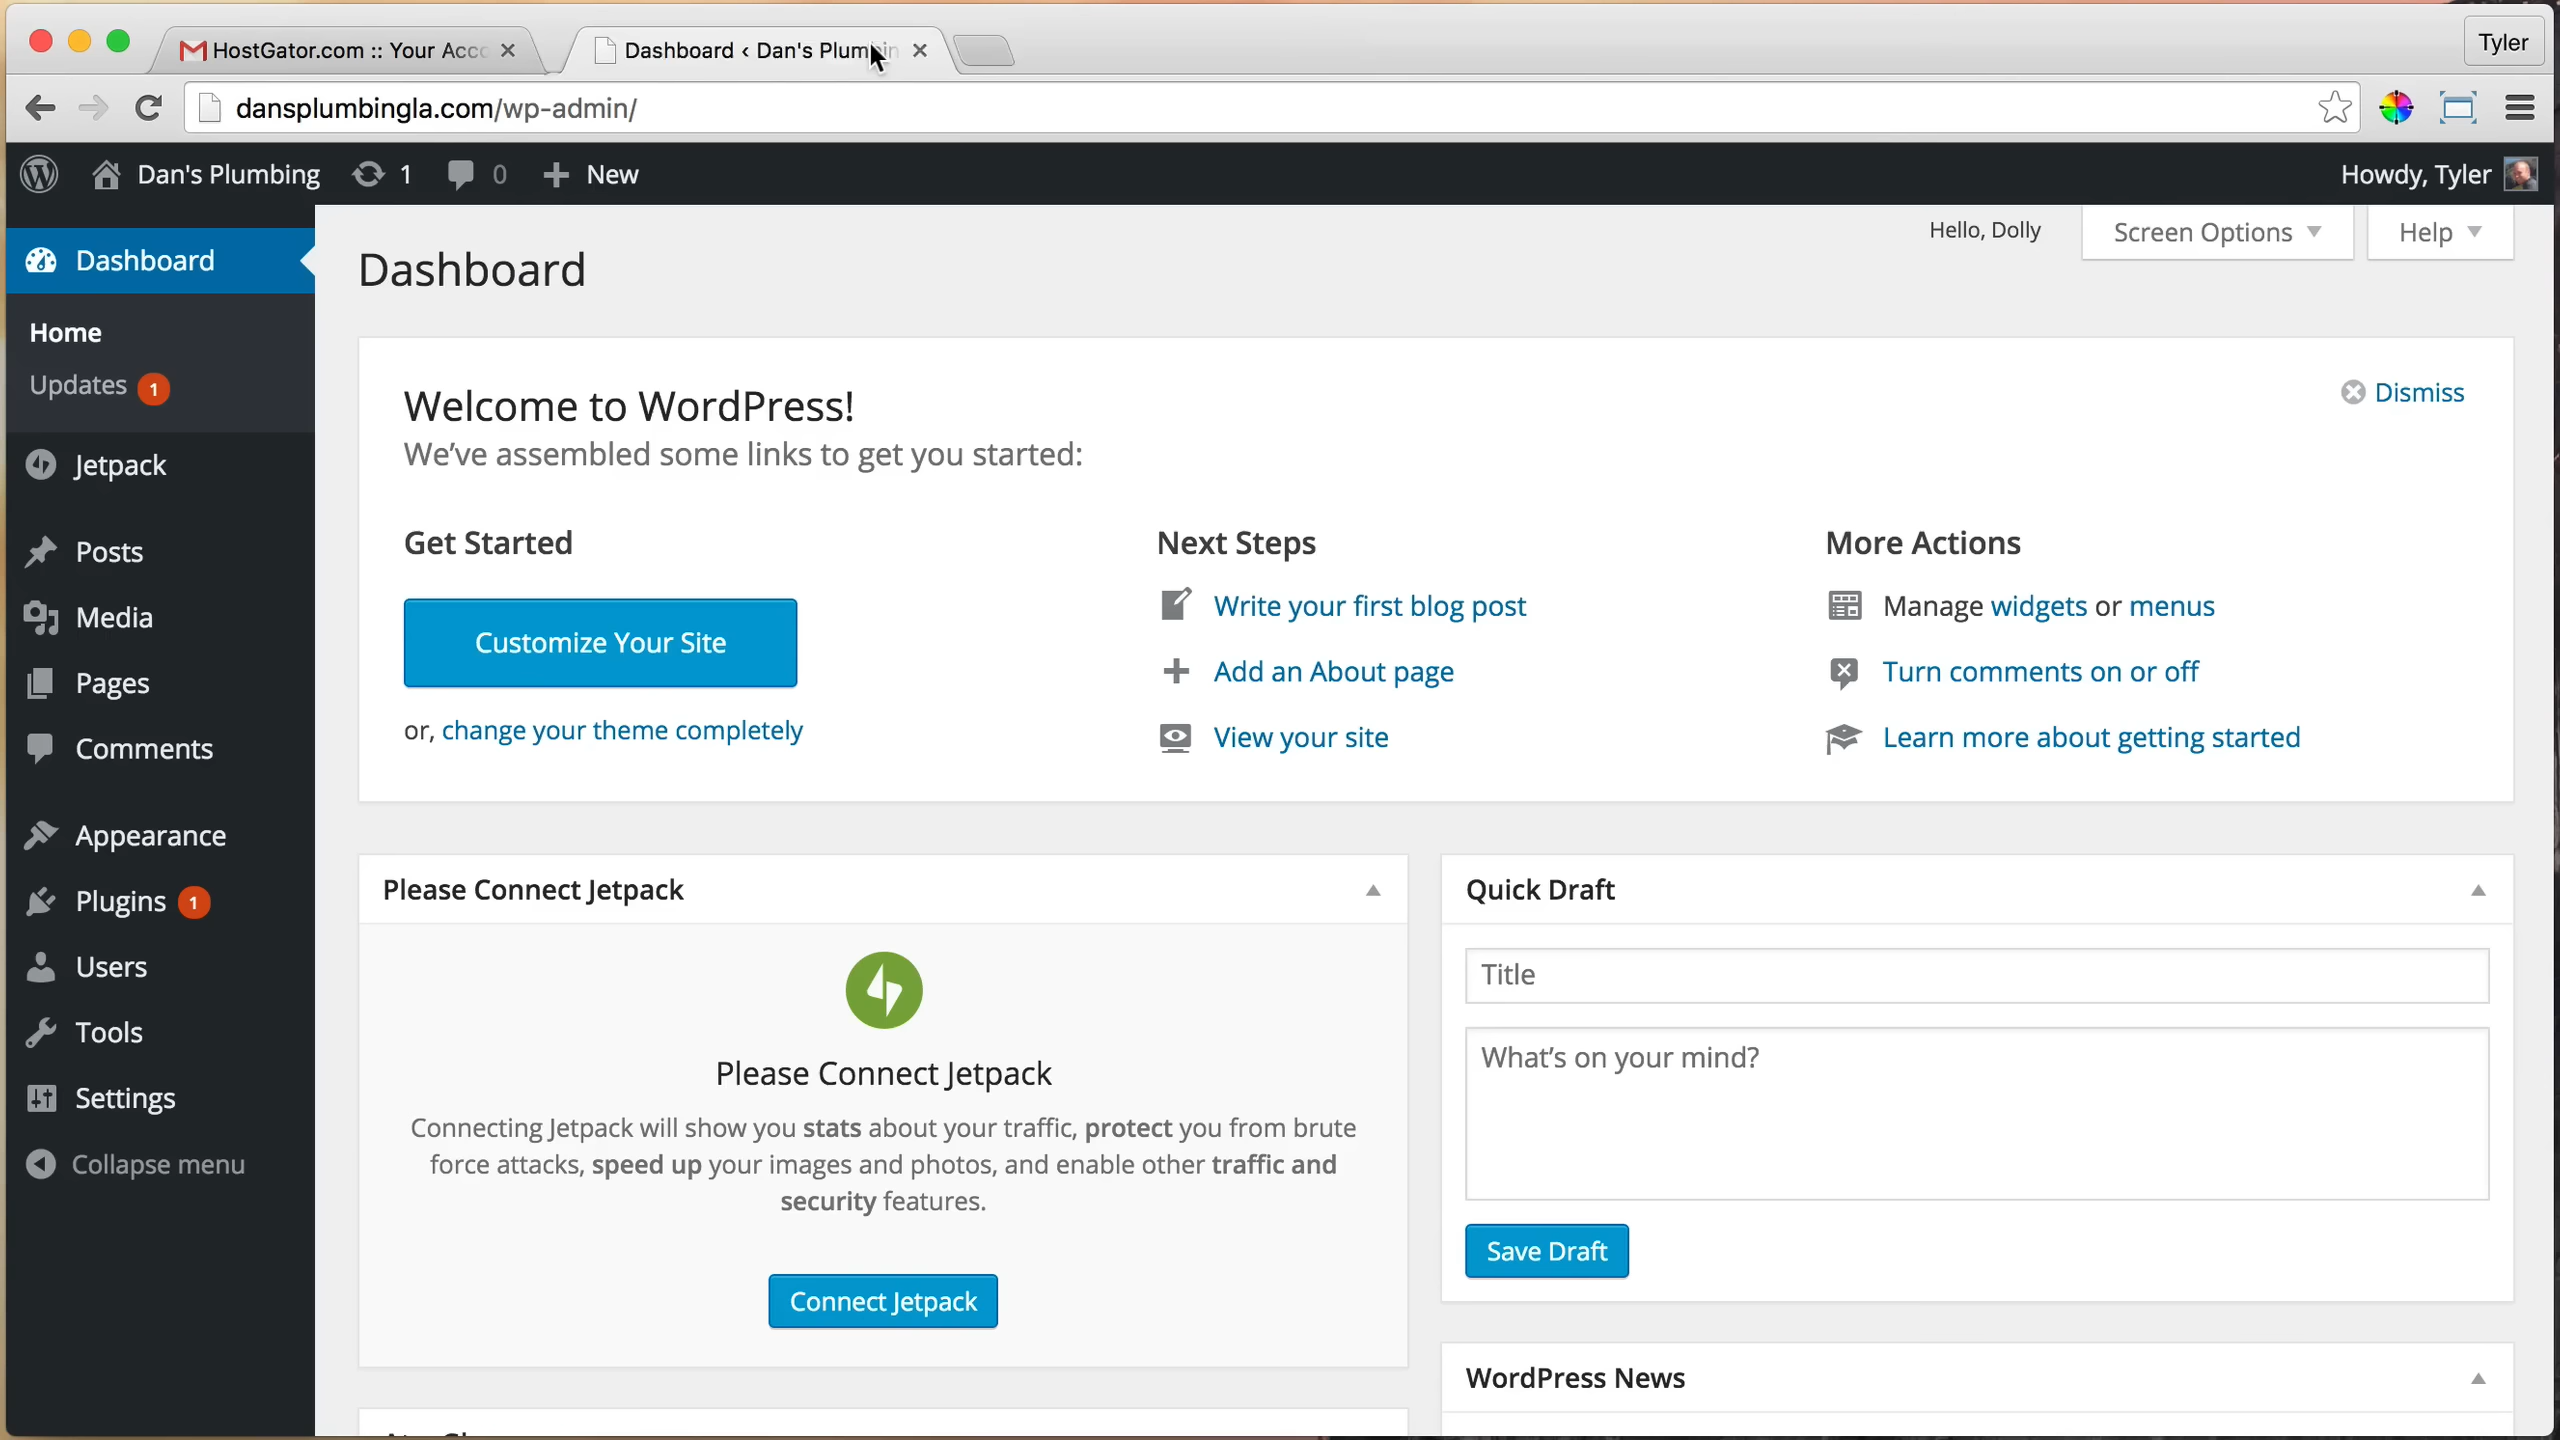 HostGator.com :: Your Acc
Dashboard ‹ Dan's Plumbin
Tyler
dansplumbingla.com/wp-admin/
Dan's Plumbing 1 0 New
Howdy, Tyler
Dashboard
Home
Updates 1
Jetpack
Posts
Media
Pages
Comments
Appearance
Plugins 1
Users
Tools
Settings
Collapse menu
Hello, Dolly
Screen Options
Help
Dashboard
Welcome to WordPress!
We've assembled some links to get you started:
Dismiss
Get Started
Customize Your Site
or, change your theme completely
Next Steps
Write your first blog post
Add an About page
View your site
More Actions
Manage widgets or menus
Turn comments on or off
Learn more about getting started
Please Connect Jetpack
Please Connect Jetpack
Connecting Jetpack will show you stats about your traffic, protect you from brute
force attacks, speed up your images and photos, and enable other traffic and
security features.
Connect Jetpack
Quick Draft
Title
What's on your mind?
Save Draft
WordPress News